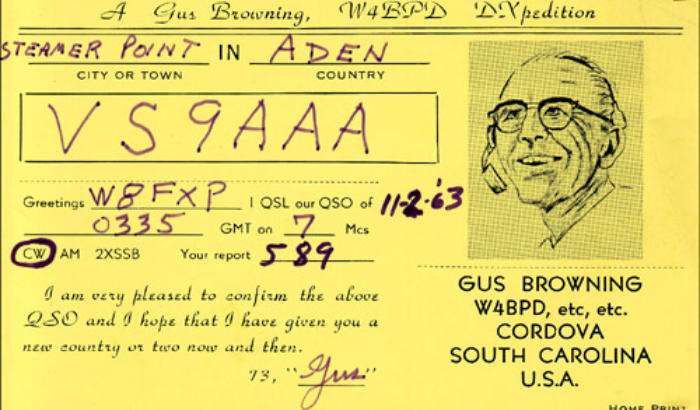 A Gus Browning, W4BPD DXpedition
STEAMER POINT IN ADEN
CITY OR TOWN COUNTRY
VS9AAA
Greetings W8FXP I QSL our QSO of 11-2-63
0335 GMT on 7 Mcs
CW AM 2XSSB Your report 589
I am very pleased to confirm the above
QSO and I hope that I have given you a
new country or two now and then.
73, "Gus"
GUS BROWNING
W4BPD, etc, etc.
CORDOVA
SOUTH CAROLINA
U.S.A.
HOME PRINT